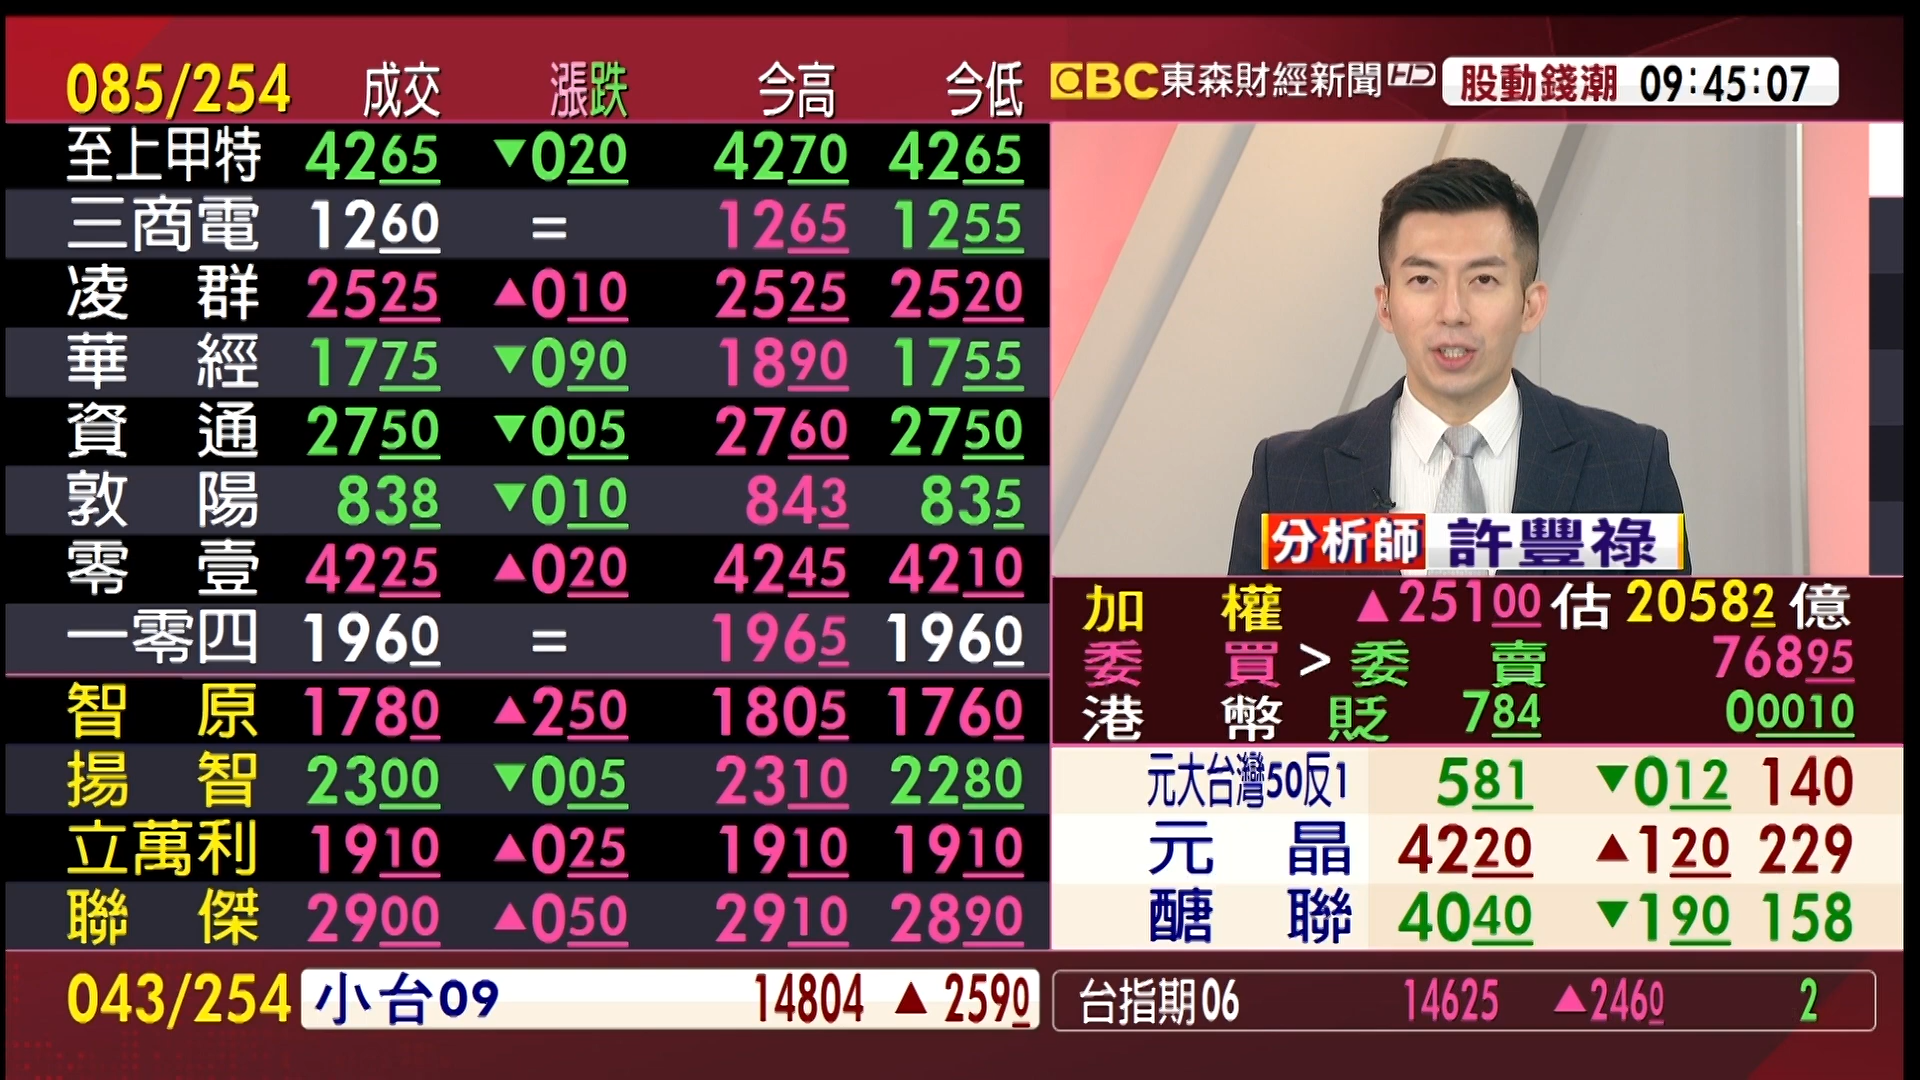 085/254 成交 漲跌 今高 今低
EBC東森財經新聞HD 股動錢潮 09:45:07
至上甲特 4265 ▼020 4270 4265
三商電 1260 = 1265 1255
凌群 2525 ▲010 2525 2520
華經 1775 ▼090 1890 1755
資通 2750 ▼005 2760 2750
敦陽 838 ▼010 843 835
零壹 4225 ▲020 4245 4210
一零四 1960 = 1965 1960
智原 1780 ▲250 1805 1760
揚智 2300 ▼005 2310 2280
立萬利 1910 ▲025 1910 1910
聯傑 2900 ▲050 2910 2890
分析師 許豐祿
加權 ▲25100 估 20582 億
委買 > 委賣 76895
港幣 貶 784 00010
元大台灣50反1 581 ▼012 140
元晶 4220 ▲120 229
醣聯 4040 ▼190 158
043/254 小台09 14804 ▲2590
台指期06 14625 ▲2460 2